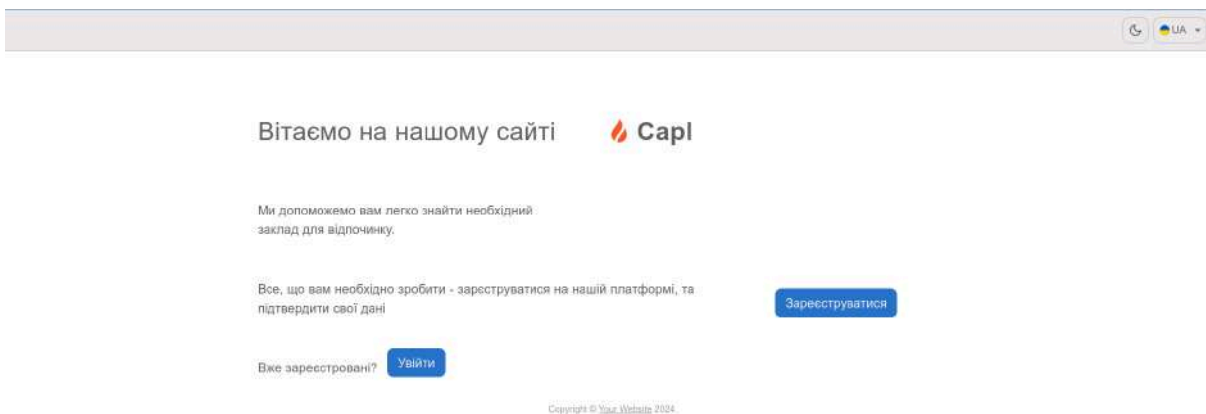 UA
Вітаємо на нашому сайті
Capl
Ми допоможемо вам легко знайти необхідний
заклад для відпочинку.
Все, що вам необхідно зробити - зареєструватися на нашій платформі, та
підтвердити свої дані
Зареєструватися
Вже зареєстровані?
Увійти
Copyright © Your Website 2024.